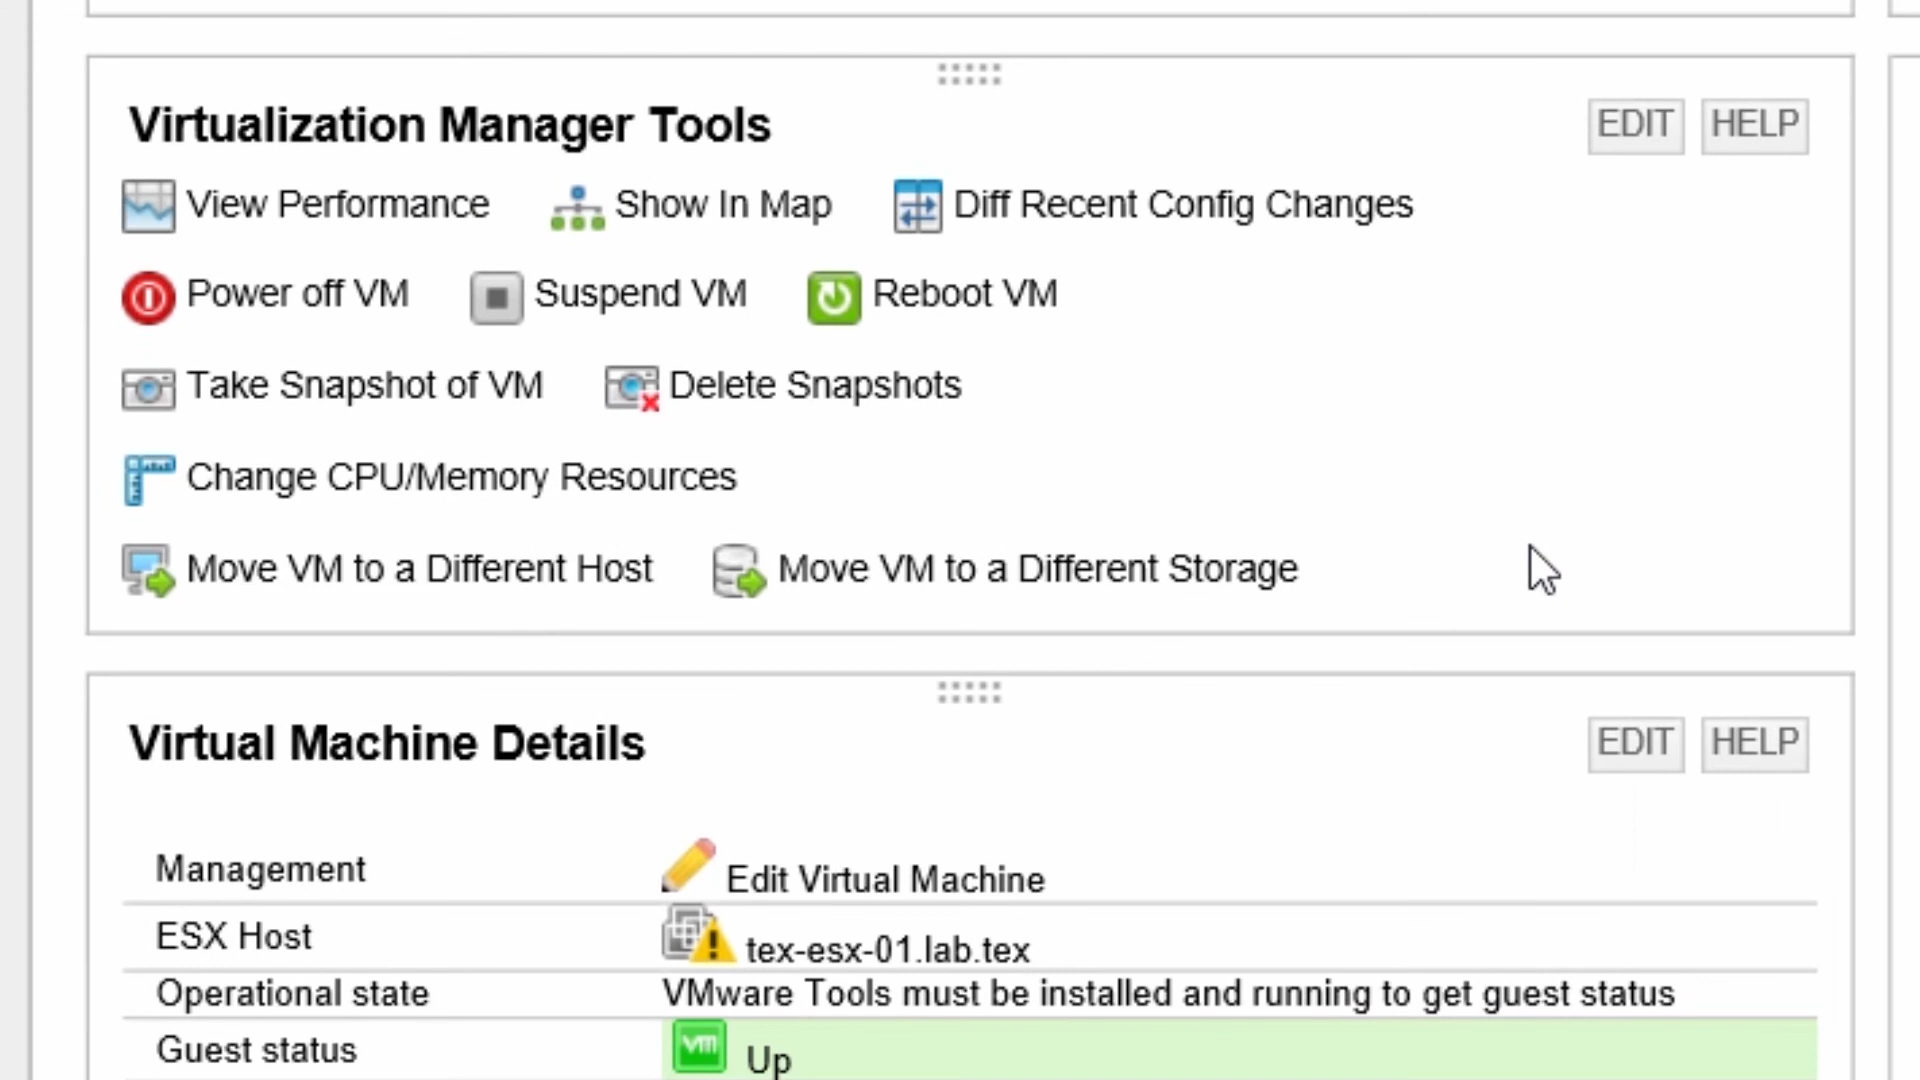 Virtualization Manager Tools EDIT HELP
View Performance Show In Map Diff Recent Config Changes
Power off VM Suspend VM Reboot VM
Take Snapshot of VM Delete Snapshots
Change CPU/Memory Resources
Move VM to a Different Host Move VM to a Different Storage
Virtual Machine Details EDIT HELP
Management Edit Virtual Machine
ESX Host tex-esx-01.lab.tex
Operational state VMware Tools must be installed and running to get guest status
Guest status vm Up